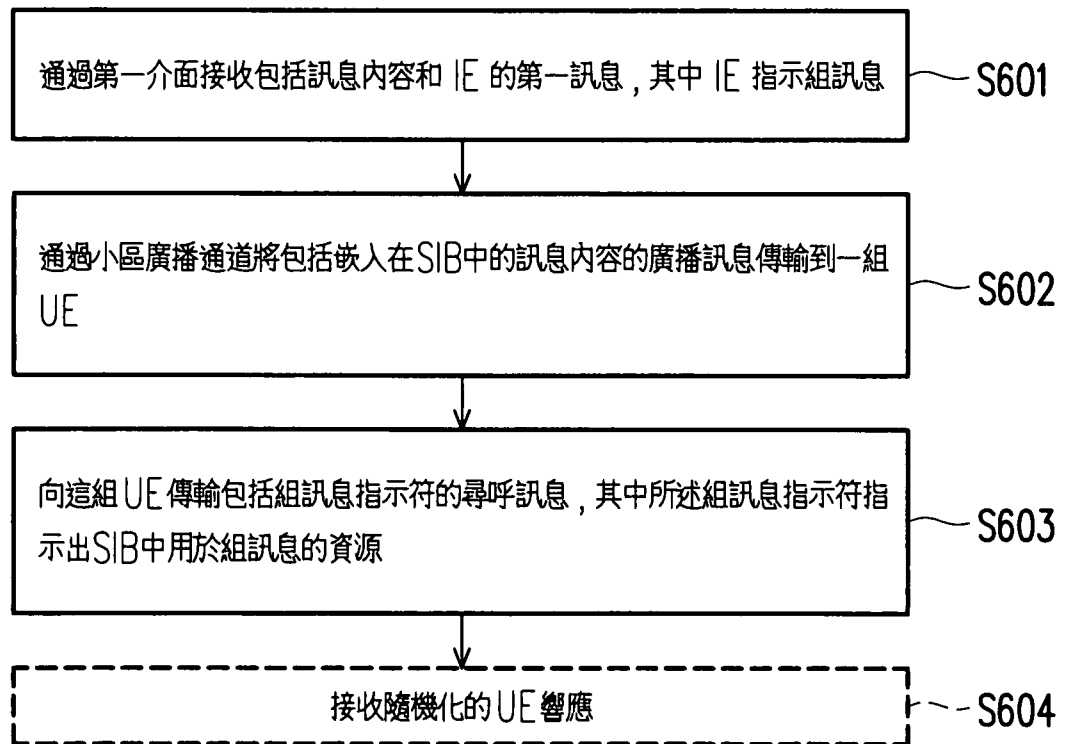 通過第一介面接收包括訊息內容和 IE 的第一訊息，其中 IE 指示組訊息
S601
通過小區廣播通道將包括嵌入在SIB中的訊息內容的廣播訊息傳輸到一組
UE
S602
向這組UE傳輸包括組訊息指示符的尋呼訊息，其中所述組訊息指示符指
示出SIB中用於組訊息的資源
S603
接收隨機化的UE響應
S604